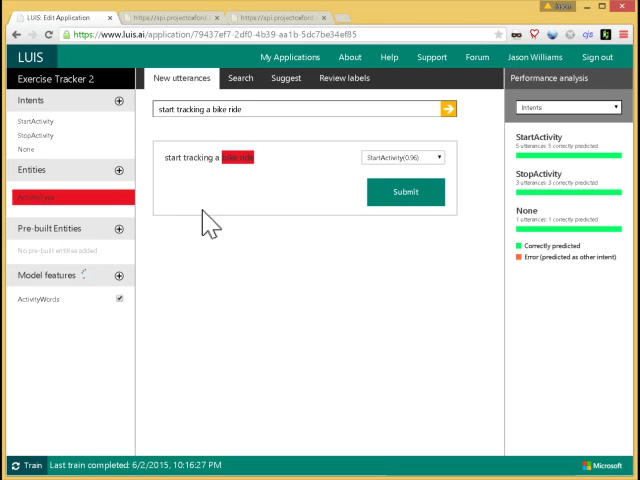 LUIS: Edit Application
https://api.projectoxford.
https://api.projectoxford.
https://www.luis.ai/application/79437ef7-2df0-4b39-aa1b-5dc7be34ef85
LUIS
My Applications
About
Help
Support
Forum
Jason Williams
Sign out
Exercise Tracker 2
New utterances
Search
Suggest
Review labels
Performance analysis
Intents
StartActivity
StopActivity
None
Entities
ActivityType
Pre-built Entities
No pre-built entities added
Model features
ActivityWords
start tracking a bike ride
start tracking a bike ride
StartActivity(0.96)
Submit
Intents
StartActivity
5 utterances: 5 correctly predicted
StopActivity
3 utterances: 3 correctly predicted
None
1 utterances: 1 correctly predicted
Correctly predicted
Error (predicted as other intent)
Train
Last train completed: 6/2/2015, 10:16:27 PM
Microsoft